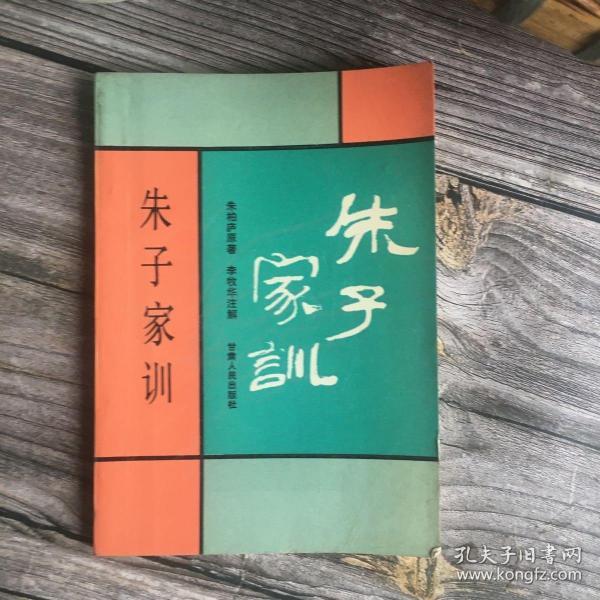 朱子家训
朱子
家訓
朱柏庐原著 李牧华注解 甘肃人民出版社
孔夫子旧書网
www.kongfz.com